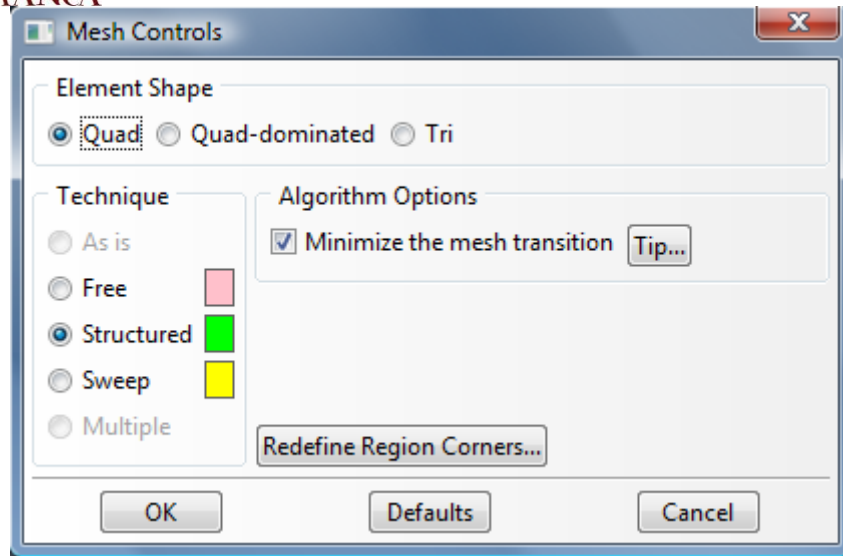 Mesh Controls
x
Element Shape
Quad Quad-dominated Tri
Technique
As is
Free
Structured
Sweep
Multiple
Algorithm Options
Minimize the mesh transition Tip...
Redefine Region Corners...
OK Defaults Cancel